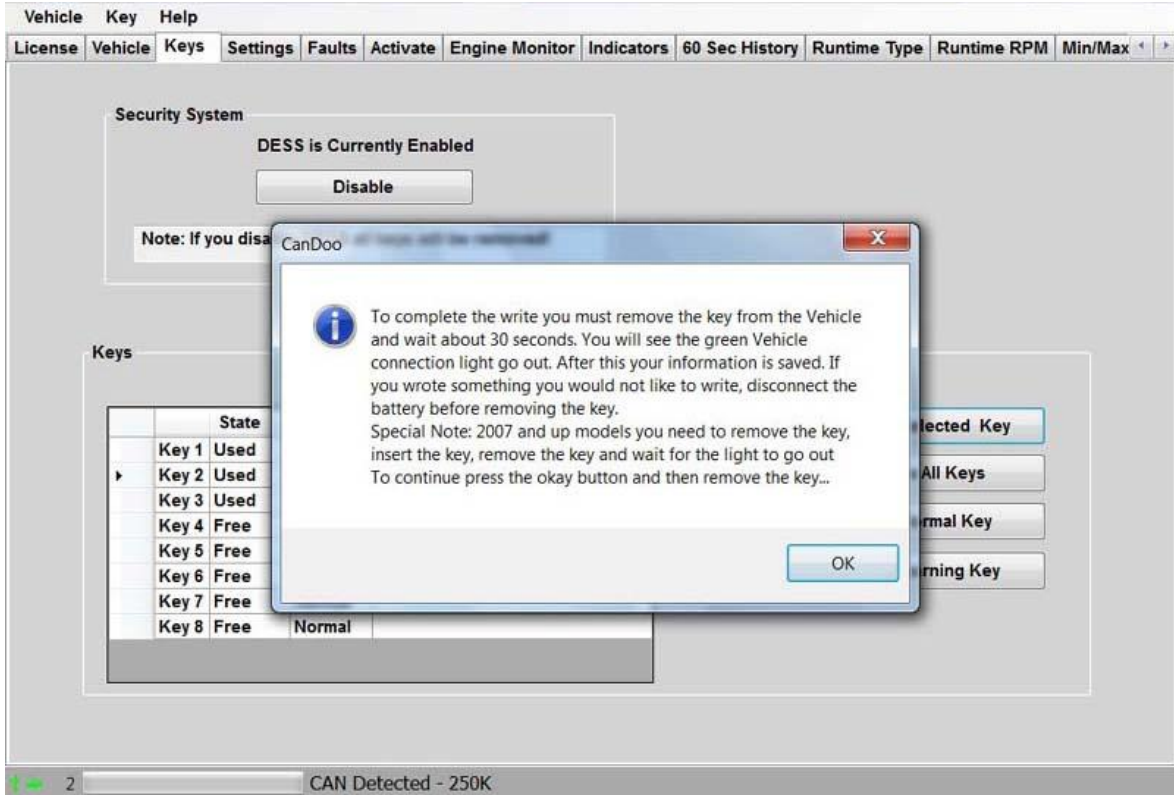 Vehicle Key Help
License Vehicle Keys Settings Faults Activate Engine Monitor Indicators 60 Sec History Runtime Type Runtime RPM Min/Max
Security System
DESS is Currently Enabled
Disable
Note: If you disa all keys will be removed!
CanDoo
To complete the write you must remove the key from the Vehicle
and wait about 30 seconds. You will see the green Vehicle
connection light go out. After this your information is saved. If
you wrote something you would not like to write, disconnect the
battery before removing the key.
Special Note: 2007 and up models you need to remove the key,
insert the key, remove the key and wait for the light to go out
To continue press the okay button and then remove the key...
OK
Keys
State
Key 1 Used
Key 2 Used
Key 3 Used
Key 4 Free
Key 5 Free
Key 6 Free
Key 7 Free
Key 8 Free Normal
lected Key
All Keys
rmal Key
rning Key
2 CAN Detected - 250K